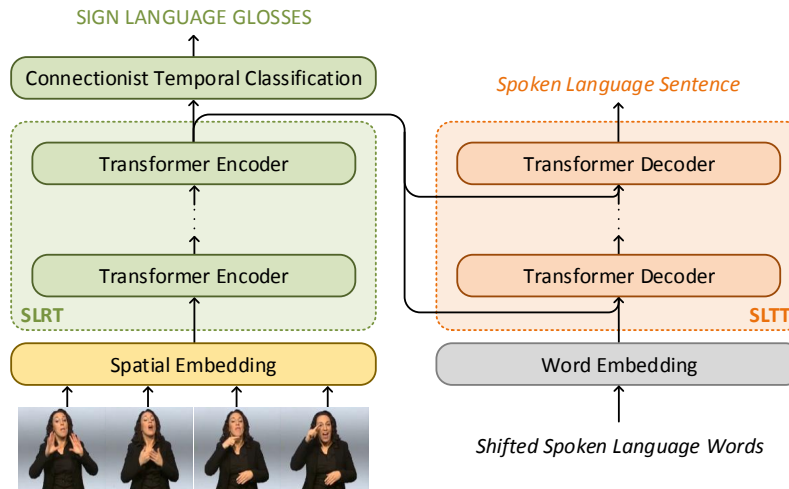 SIGN LANGUAGE GLOSSES
Connectionist Temporal Classification
Transformer Encoder
Transformer Encoder
SLRT
Spatial Embedding
Spoken Language Sentence
Transformer Decoder
Transformer Decoder
SLTT
Word Embedding
Shifted Spoken Language Words